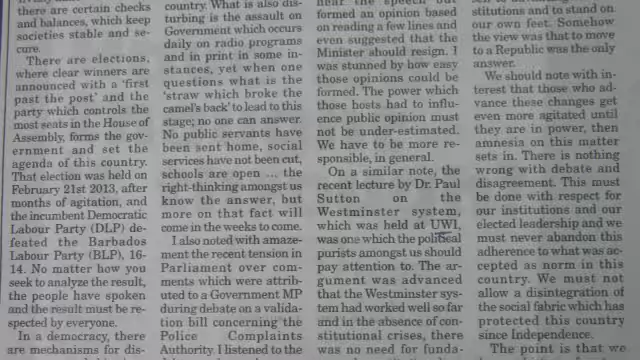 there are certain checks
and balances, which keep
societies stable and se-
cure.
There are elections,
where clear winners are
announced with a 'first
past the post' and the
party which controls the
most seats in the House of
Assembly, forms the gov-
ernment and set the
agenda of this country.
That election was held on
February 21st 2013, after
months of agitation, and
the incumbent Democratic
Labour Party (DLP) de-
feated the Barbados
Labour Party (BLP), 16-
14. No matter how you
seek to analyze the result,
the people have spoken
and the result must be re-
spected by everyone.
In a democracy, there
are mechanisms for dis-
country. What is also dis-
turbing is the assault on
Government which occurs
daily on radio programs
and in print in some in-
stances, yet when one
questions what is the
'straw which broke the
camel's back' to lead to this
stage; no one can answer.
No public servants have
been sent home, social
services have not been cut,
schools are open ... the
right-thinking amongst us
know the answer, but
more on that fact will
come in the weeks to come.
I also noted with amaze-
ment the recent tension in
Parliament over com-
ments which were attrib-
uted to a Government MP
during debate on a valida-
tion bill concerning the
Police Complaints
Authority. I listened to the
hear the speech but
formed an opinion based
on reading a few lines and
even suggested that the
Minister should resign. I
was stunned by how easy
those opinions could be
formed. The power which
those hosts had to influ-
ence public opinion must
not be under-estimated.
We have to be more re-
sponsible, in general.
On a similar note, the
recent lecture by Dr. Paul
Sutton on the
Westminster system,
which was held at UWI,
was one which the political
purists amongst us should
pay attention to. The ar-
gument was advanced
that the Westminster sys-
tem had worked well so far
and in the absence of con-
stitutional crises, there
was no need for funda-
stitutions and to stand on
our own feet. Somehow
the view was that to move
to a Republic was the only
answer.
We should note with in-
terest that those who ad-
vance these changes get
even more agitated until
they are in power, then
amnesia on this matter
sets in. There is nothing
wrong with debate and
disagreement. This must
be done with respect for
our institutions and our
elected leadership and we
must never abandon this
adherence to what was ac-
cepted as norm in this
country. We must not
allow a disintegration of
the social fabric which has
protected this country
since Independence.
The point is that we